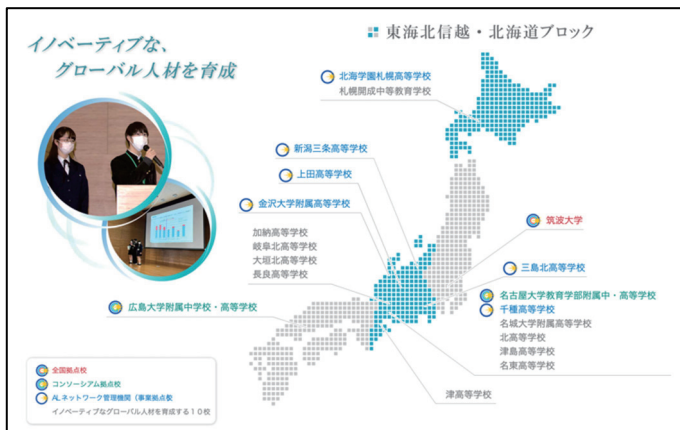 イノベーティブな、
グローバル人材を育成
東海北信越・北海道ブロック
北海学園札幌高等学校
札幌開成中等教育学校
新潟三条高等学校
上田高等学校
金沢大学附属高等学校
加納高等学校
岐阜北高等学校
大垣北高等学校
長良高等学校
広島大学附属中学校・高等学校
筑波大学
三島北高等学校
名古屋大学教育学部附属中・高等学校
千種高等学校
名城大学附属高等学校
北高等学校
津島高等学校
名東高等学校
津高等学校
全国拠点校
コンソーシアム拠点校
ALネットワーク管理機関（事業拠点校
イノベーティブなグローバル人材を育成する１０校